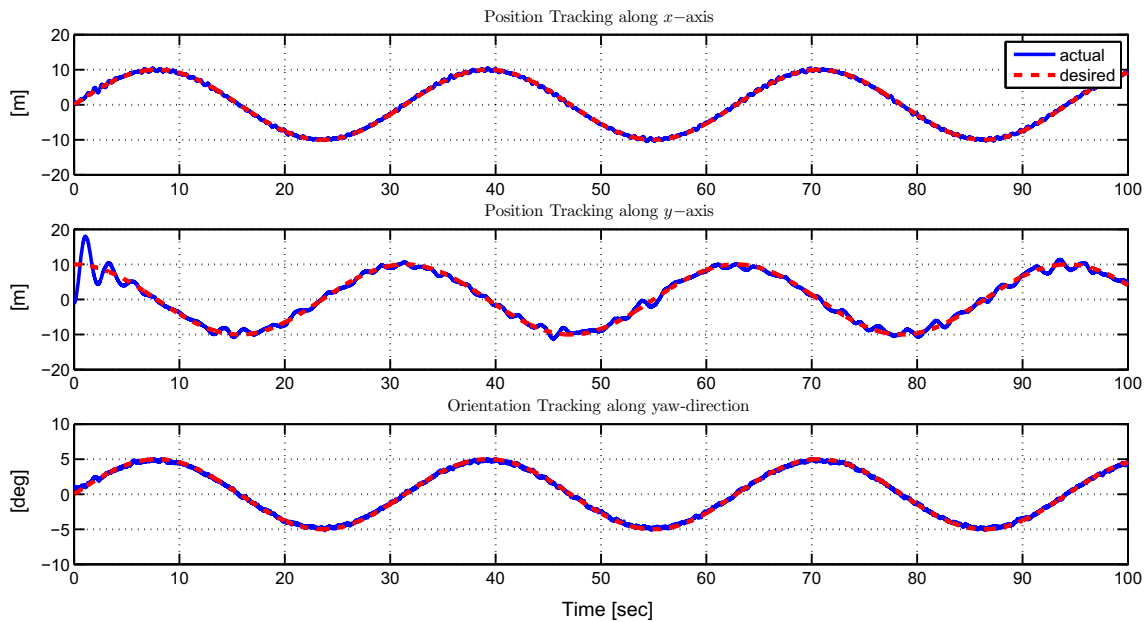 Position Tracking along x−axis
20
10
0
−10
−20
[m]
actual
desired
0 10 20 30 40 50 60 70 80 90 100
Position Tracking along y−axis
20
10
0
−10
−20
[m]
0 10 20 30 40 50 60 70 80 90 100
Orientation Tracking along yaw-direction
10
5
0
−5
−10
[deg]
0 10 20 30 40 50 60 70 80 90 100
Time [sec]